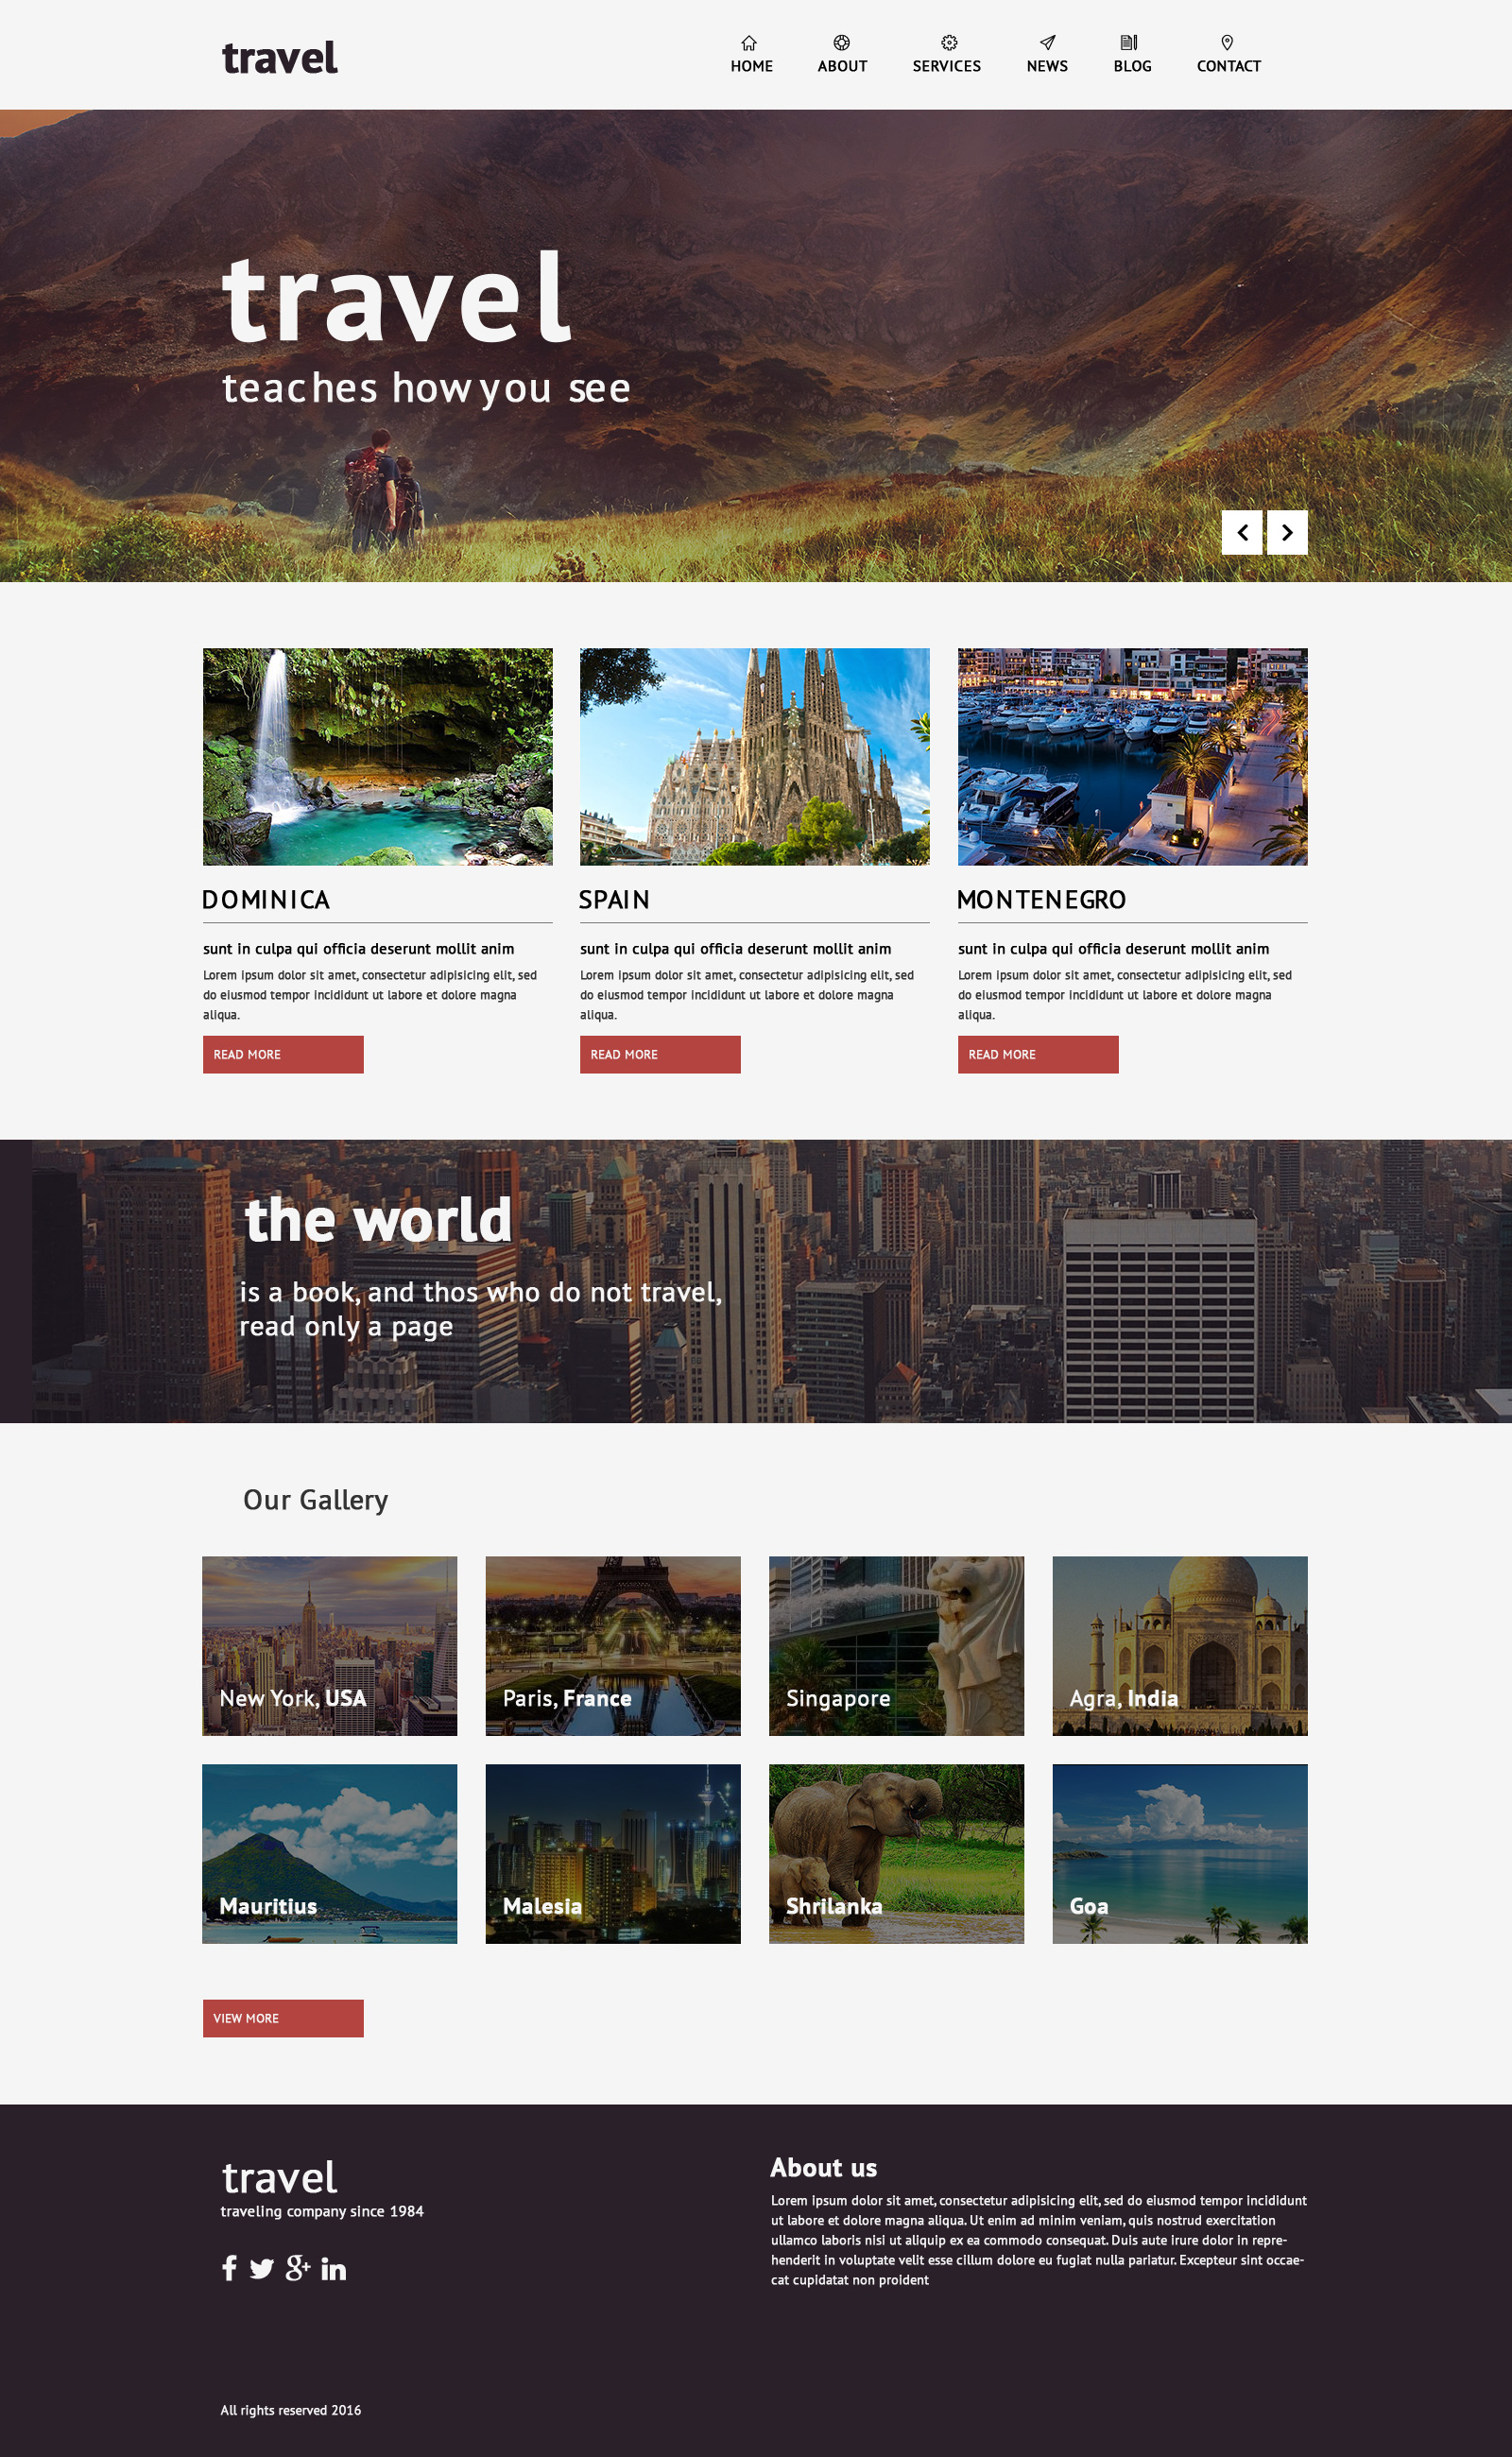 travel
HOME ABOUT SERVICES NEWS BLOG CONTACT
travel
teaches how you see
DOMINICA
sunt in culpa qui officia deserunt mollit anim
Lorem ipsum dolor sit amet, consectetur adipisicing elit, sed
do eiusmod tempor incididunt ut labore et dolore magna
aliqua.
READ MORE
SPAIN
sunt in culpa qui officia deserunt mollit anim
Lorem ipsum dolor sit amet, consectetur adipisicing elit, sed
do eiusmod tempor incididunt ut labore et dolore magna
aliqua.
READ MORE
MONTENEGRO
sunt in culpa qui officia deserunt mollit anim
Lorem ipsum dolor sit amet, consectetur adipisicing elit, sed
do eiusmod tempor incididunt ut labore et dolore magna
aliqua.
READ MORE
the world
is a book, and thos who do not travel,
read only a page
Our Gallery
New York, USA
Paris, France
Singapore
Agra, India
Mauritius
Malesia
Shrilanka
Goa
VIEW MORE
travel
traveling company since 1984
About us
Lorem ipsum dolor sit amet, consectetur adipisicing elit, sed do eiusmod tempor incididunt
ut labore et dolore magna aliqua. Ut enim ad minim veniam, quis nostrud exercitation
ullamco laboris nisi ut aliquip ex ea commodo consequat. Duis aute irure dolor in repre-
henderit in voluptate velit esse cillum dolore eu fugiat nulla pariatur. Excepteur sint occae-
cat cupidatat non proident
All rights reserved 2016